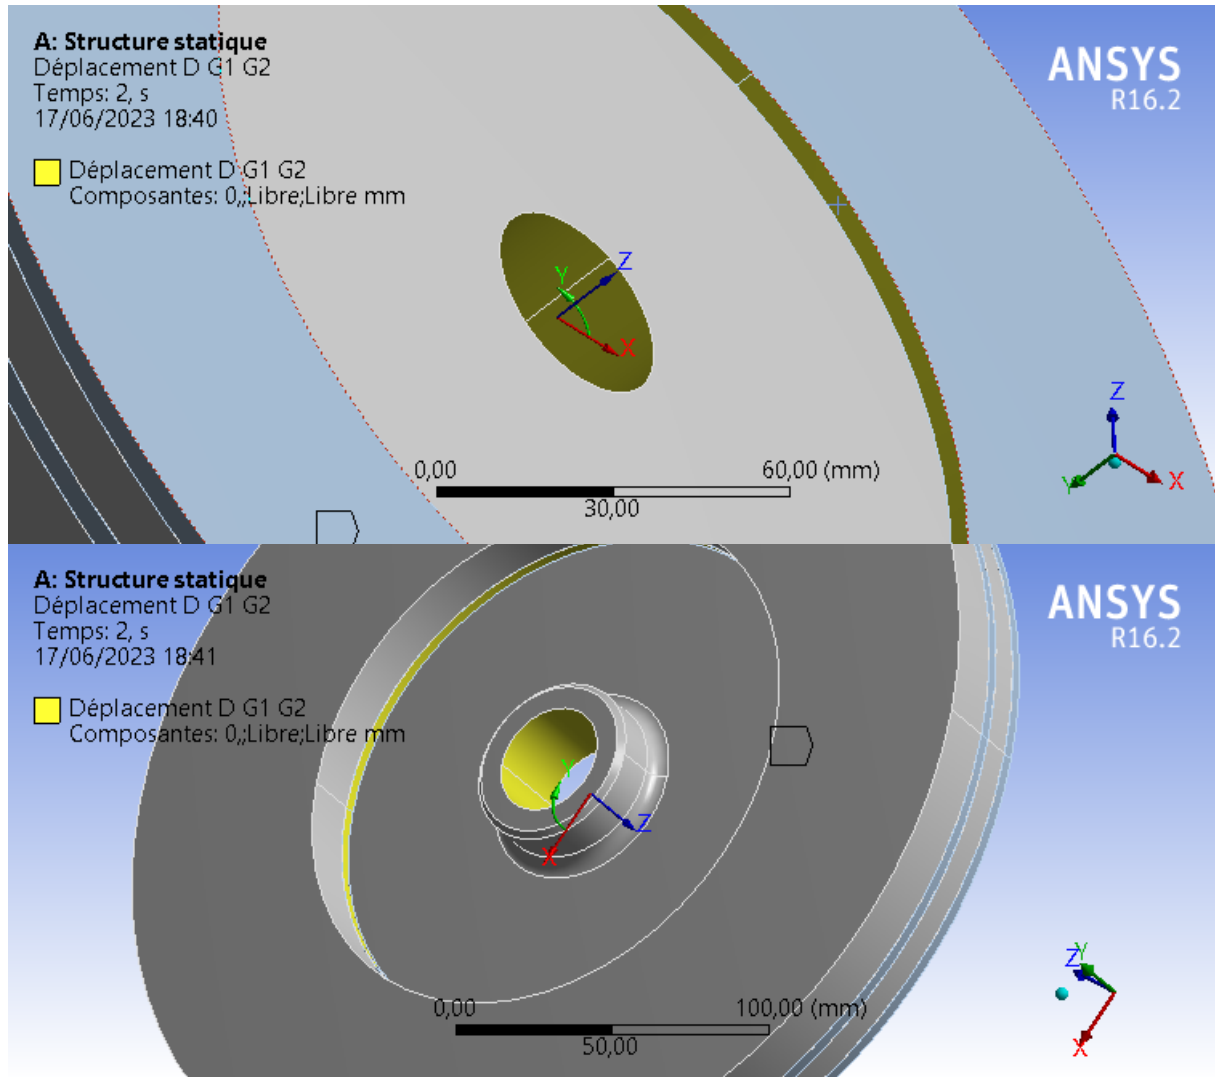 A: Structure statique
Déplacement D G1 G2
Temps: 2, s
17/06/2023 18:40
Déplacement D G1 G2
Composantes: 0,;Libre;Libre mm
ANSYS
R16.2
Y
Z
X
Z
Y
X
0,00
60,00 (mm)
30,00
A: Structure statique
Déplacement D G1 G2
Temps: 2, s
17/06/2023 18:41
Déplacement D G1 G2
Composantes: 0,;Libre;Libre mm
ANSYS
R16.2
Y
Z
X
Z
Y
X
0,00
100,00 (mm)
50,00